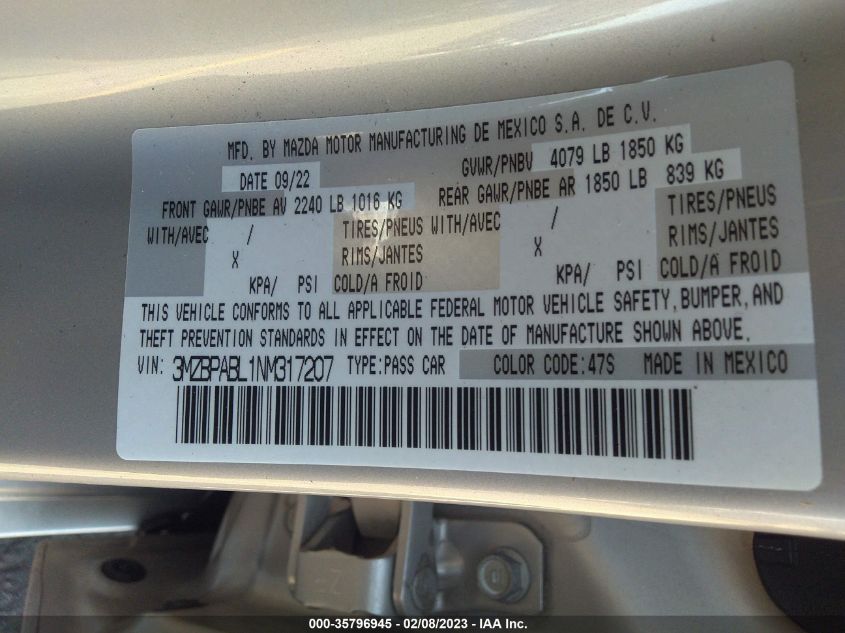 MFD. BY MAZDA MOTOR MANUFACTURING DE MEXICO S.A. DE C.V.
DATE 09/22 GVWR/PNBV 4079 LB 1850 KG
FRONT GAWR/PNBE AV 2240 LB 1016 KG REAR GAWR/PNBE AR 1850 LB 839 KG
WITH/AVEC / TIRES/PNEUS WITH/AVEC / TIRES/PNEUS
X RIMS/JANTES X RIMS/JANTES
KPA/ PSI COLD/A FROID KPA/ PSI COLD/A FROID
THIS VEHICLE CONFORMS TO ALL APPLICABLE FEDERAL MOTOR VEHICLE SAFETY, BUMPER, AND
THEFT PREVENTION STANDARDS IN EFFECT ON THE DATE OF MANUFACTURE SHOWN ABOVE.
VIN: 3MZBPABL1NM317207 TYPE:PASS CAR COLOR CODE:47S MADE IN MEXICO
000-35796945 - 02/08/2023 - IAA Inc.